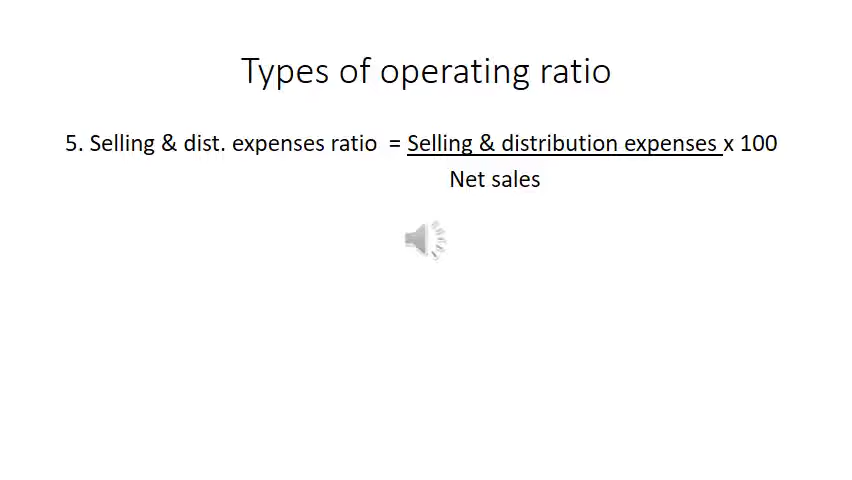 Types of operating ratio
5. Selling & dist. expenses ratio = Selling & distribution expenses x 100
Net sales